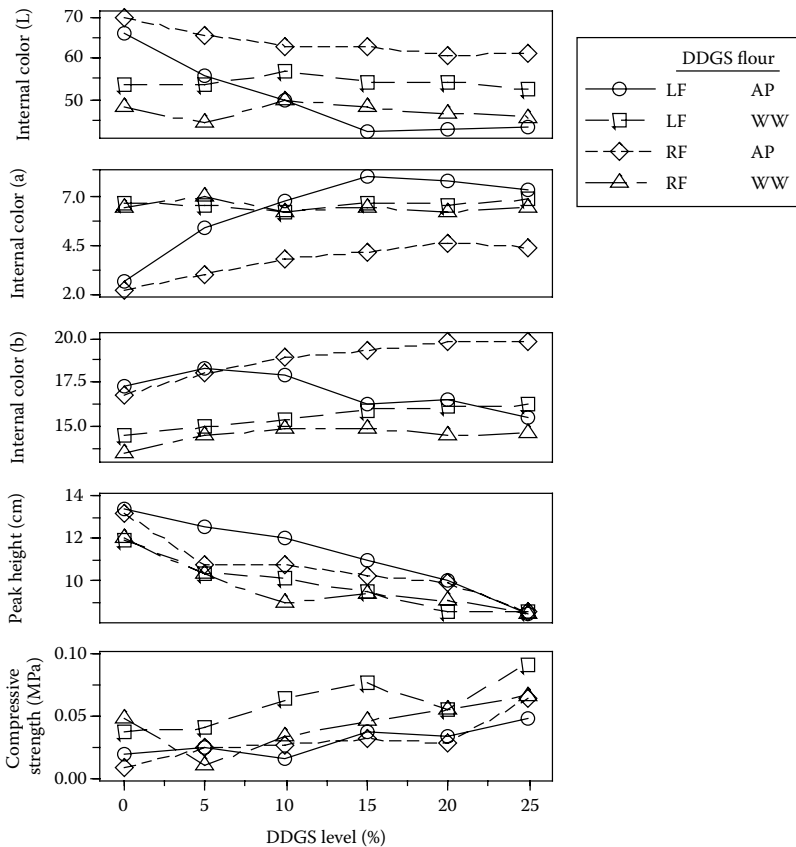 Internal color (L)
70
60
50
DDGS flour
LF AP
LF WW
RF AP
RF WW
Internal color (a)
7.0
4.5
2.0
Internal color (b)
20.0
17.5
15.0
Peak height (cm)
14
12
10
Compressive
strength (MPa)
0.10
0.05
0.00
0 5 10 15 20 25
DDGS level (%)